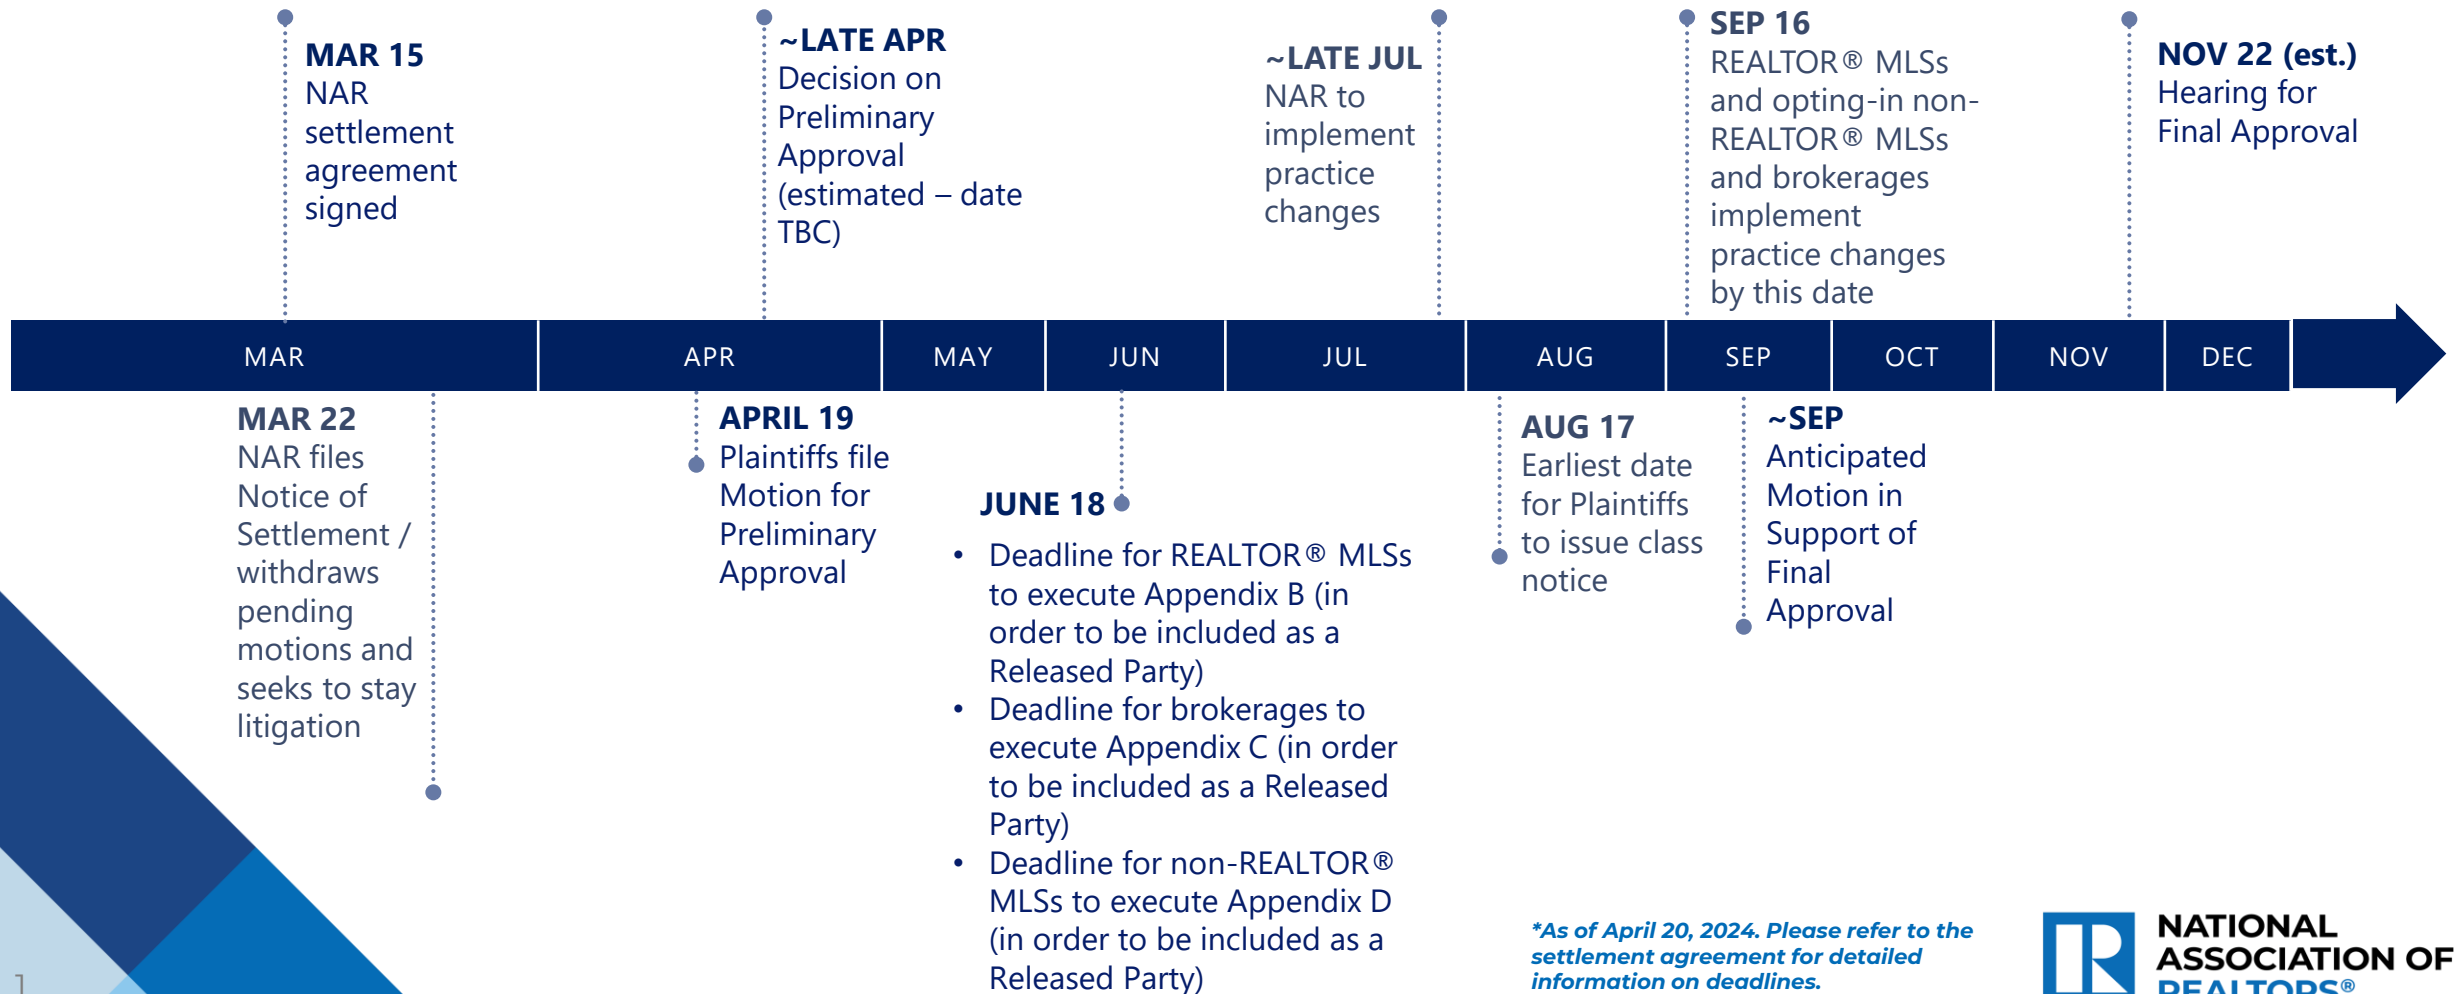 MAR 15
NAR
settlement
agreement
signed
~LATE APR
Decision on
Preliminary
Approval
(estimated – date
TBC)
~LATE JUL
NAR to
implement
practice
changes
SEP 16
REALTOR® MLSs
and opting-in non-
REALTOR® MLSs
and brokerages
implement
practice changes
by this date
NOV 22 (est.)
Hearing for
Final Approval
MAR
APR
MAY
JUN
JUL
AUG
SEP
OCT
NOV
DEC
MAR 22
NAR files
Notice of
Settlement /
withdraws
pending
motions and
seeks to stay
litigation
APRIL 19
Plaintiffs file
Motion for
Preliminary
Approval
JUNE 18
• Deadline for REALTOR® MLSs
to execute Appendix B (in
order to be included as a
Released Party)
• Deadline for brokerages to
execute Appendix C (in order
to be included as a Released
Party)
• Deadline for non-REALTOR®
MLSs to execute Appendix D
(in order to be included as a
Released Party)
AUG 17
Earliest date
for Plaintiffs
to issue class
notice
~SEP
Anticipated
Motion in
Support of
Final
Approval
*As of April 20, 2024. Please refer to the
settlement agreement for detailed
information on deadlines.
NATIONAL
ASSOCIATION OF
REALTORS®
1